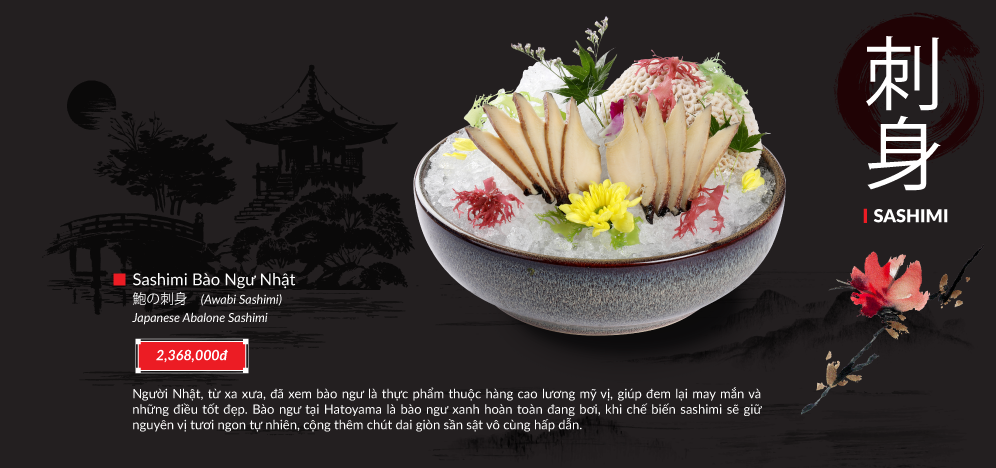 刺身
SASHIMI
Sashimi Bào Ngư Nhật
鮑の刺身 (Awabi Sashimi)
Japanese Abalone Sashimi
2,368,000đ
Người Nhật, từ xa xưa, đã xem bào ngư là thực phẩm thuộc hàng cao lương mỹ vị, giúp đem lại may mắn và
những điều tốt đẹp. Bào ngư tại Hatoyama là bào ngư xanh hoàn toàn đang bơi, khi chế biến sashimi sẽ giữ
nguyên vị tươi ngon tự nhiên, cộng thêm chút dai giòn sần sật vô cùng hấp dẫn.